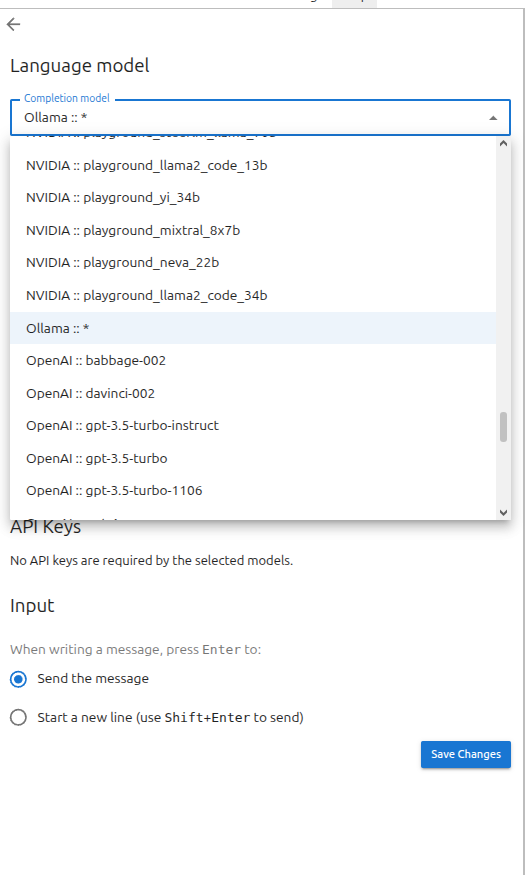 Language model
Completion model
Ollama :: *
NVIDIA :: playground_llama2_code_13b
NVIDIA :: playground_yi_34b
NVIDIA :: playground_mixtral_8x7b
NVIDIA :: playground_neva_22b
NVIDIA :: playground_llama2_code_34b
Ollama :: *
OpenAI :: babbage-002
OpenAI :: davinci-002
OpenAI :: gpt-3.5-turbo-instruct
OpenAI :: gpt-3.5-turbo
OpenAI :: gpt-3.5-turbo-1106
API Keys
No API keys are required by the selected models.
Input
When writing a message, press Enter to:
Send the message
Start a new line (use Shift+Enter to send)
Save Changes